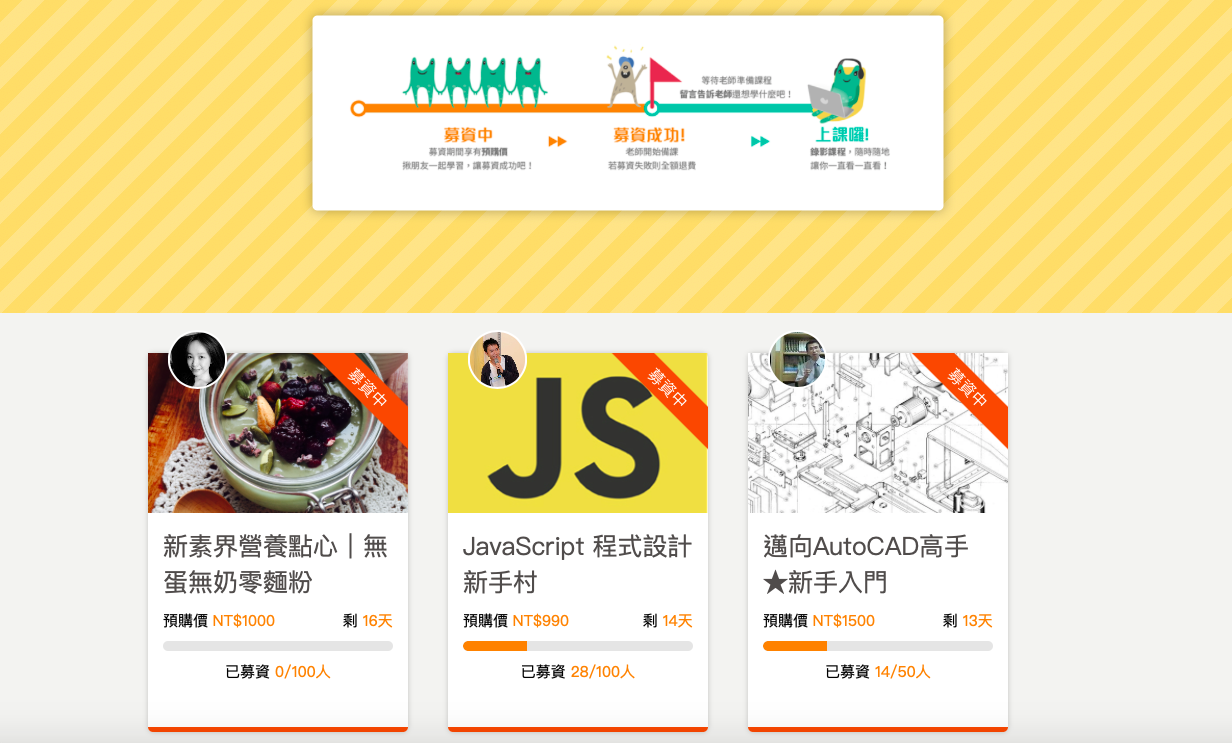 等待老師準備課程
留言告訴老師還想學什麼吧！
募資中
募資期間享有預購價
揪朋友一起學習，讓募資成功吧！
募資成功!
老師開始備課
若募資失敗則全額退費
上課囉!
錄影課程，隨時隨地
讓你一直看一直看！
募資中
新素界營養點心｜無
蛋無奶零麵粉
預購價 NT$1000 剩 16天
已募資 0/100人
募資中
JS
JavaScript 程式設計
新手村
預購價 NT$990 剩 14天
已募資 28/100人
募資中
邁向AutoCAD高手
★新手入門
預購價 NT$1500 剩 13天
已募資 14/50人